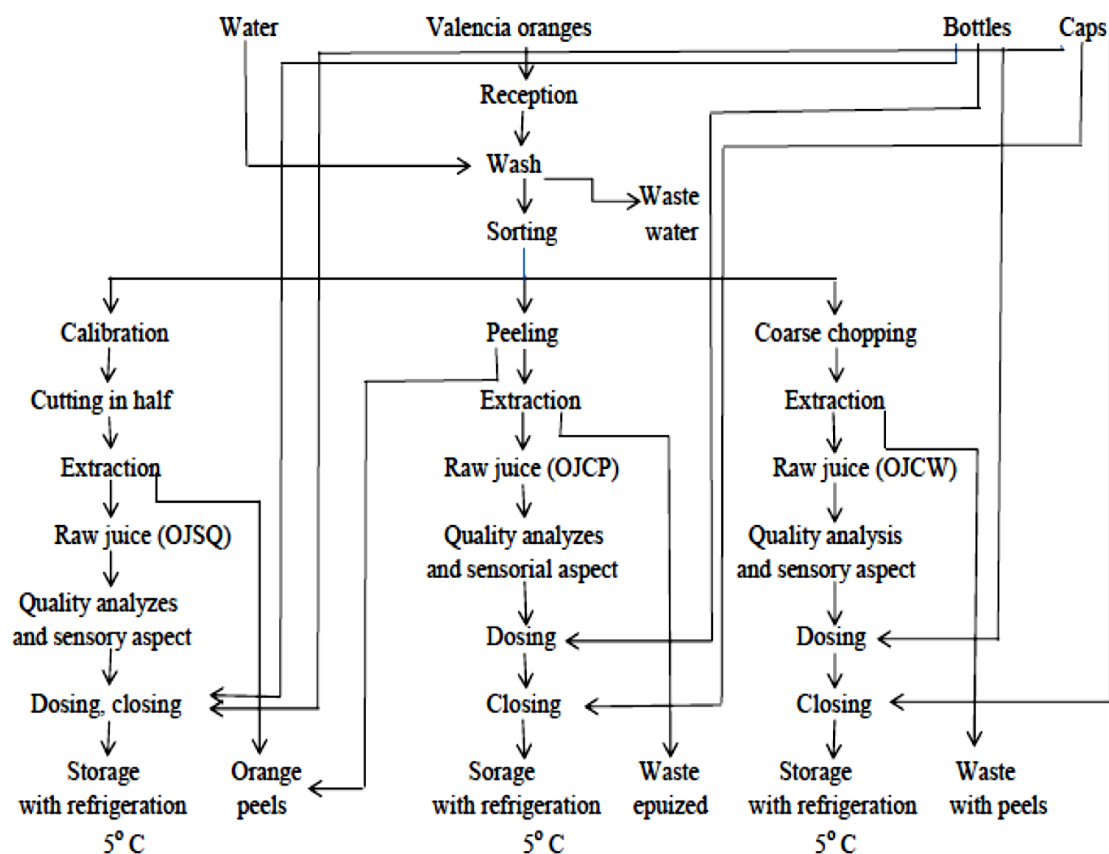 Water
Valencia oranges
Bottles
Caps
Reception
Wash
Waste
water
Sorting
Calibration
Peeling
Coarse chopping
Cutting in half
Extraction
Extraction
Extraction
Raw juice (OJCP)
Raw juice (OJCW)
Raw juice (OJSQ)
Quality analyzes
and sensorial aspect
Quality analysis
and sensory aspect
Quality analyzes
and sensory aspect
Dosing
Dosing
Dosing, closing
Closing
Closing
Storage
with refrigeration
5° C
Orange
peels
Sorage
with refrigeration
5° C
Waste
epuized
Storage
with refrigeration
5° C
Waste
with peels